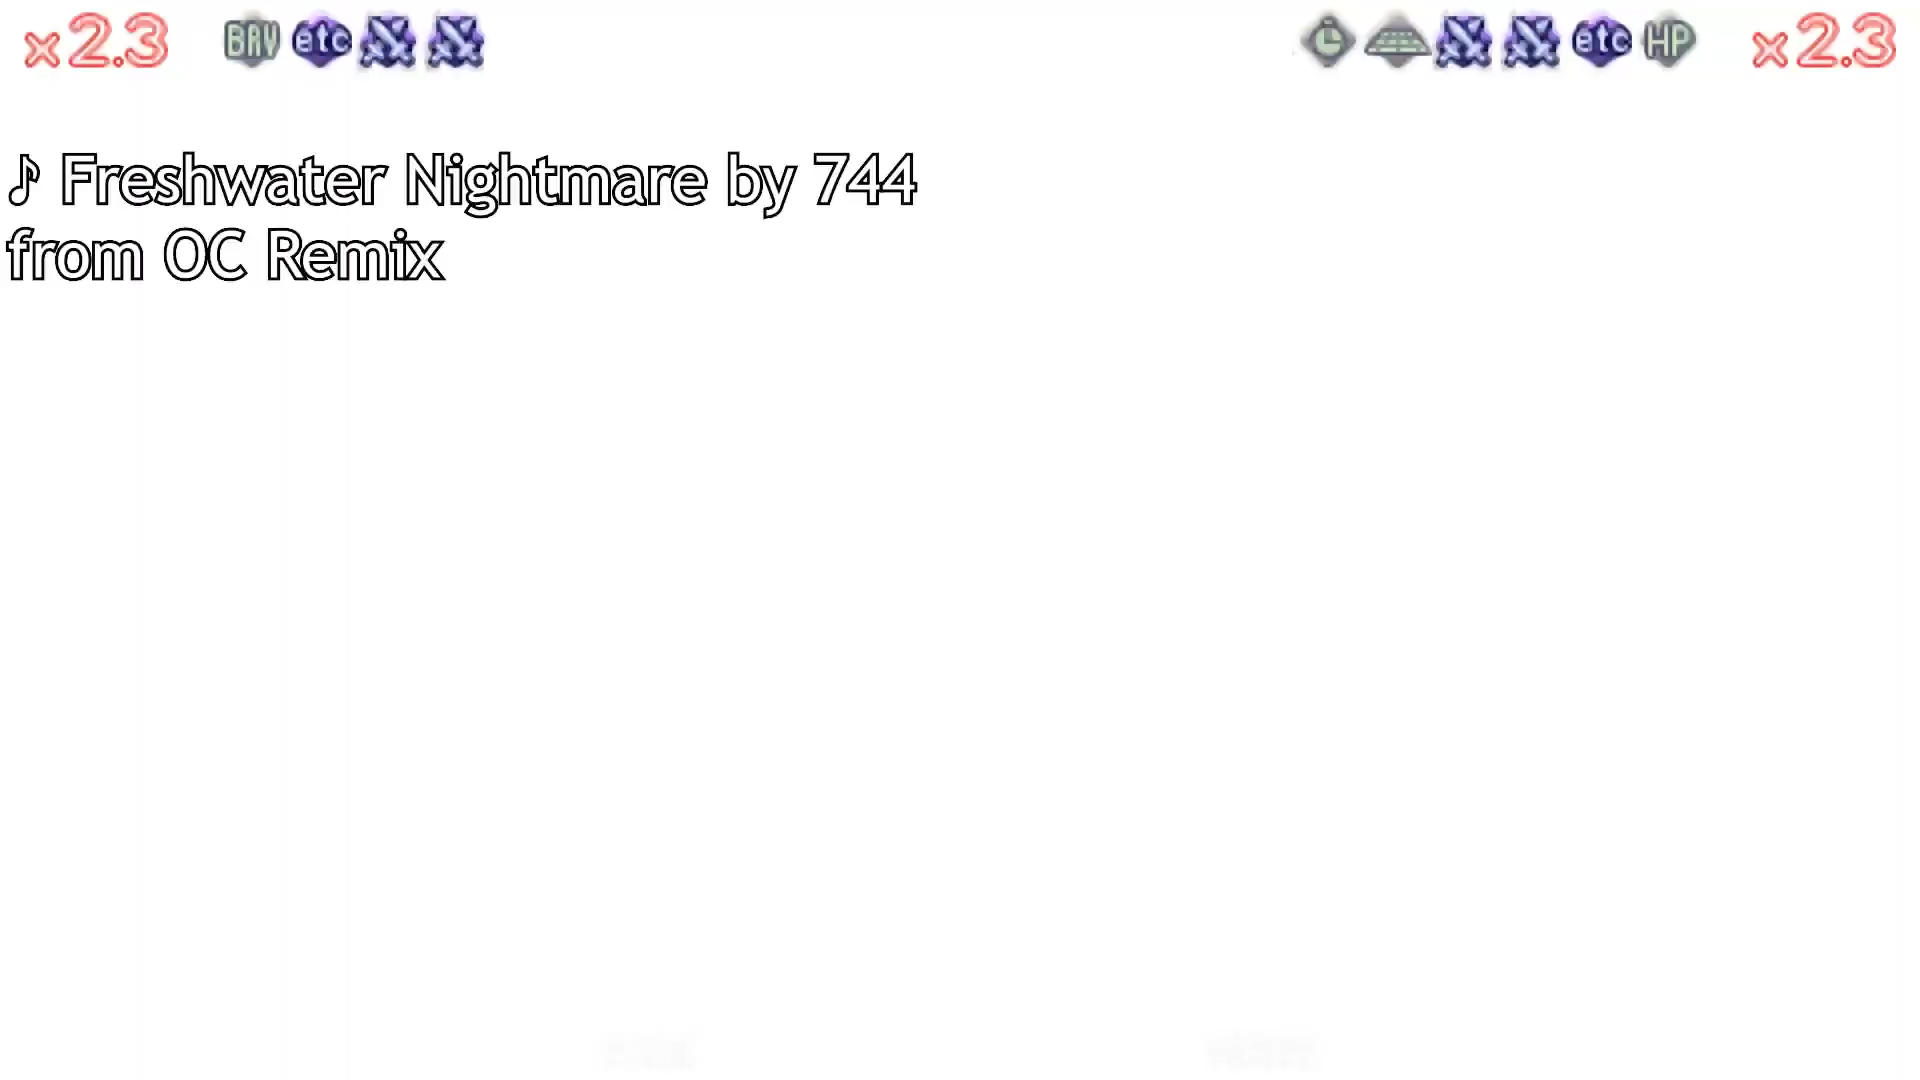 x2.3 BRV etc etc HP x2.3
♪ Freshwater Nightmare by 744
from OC Remix